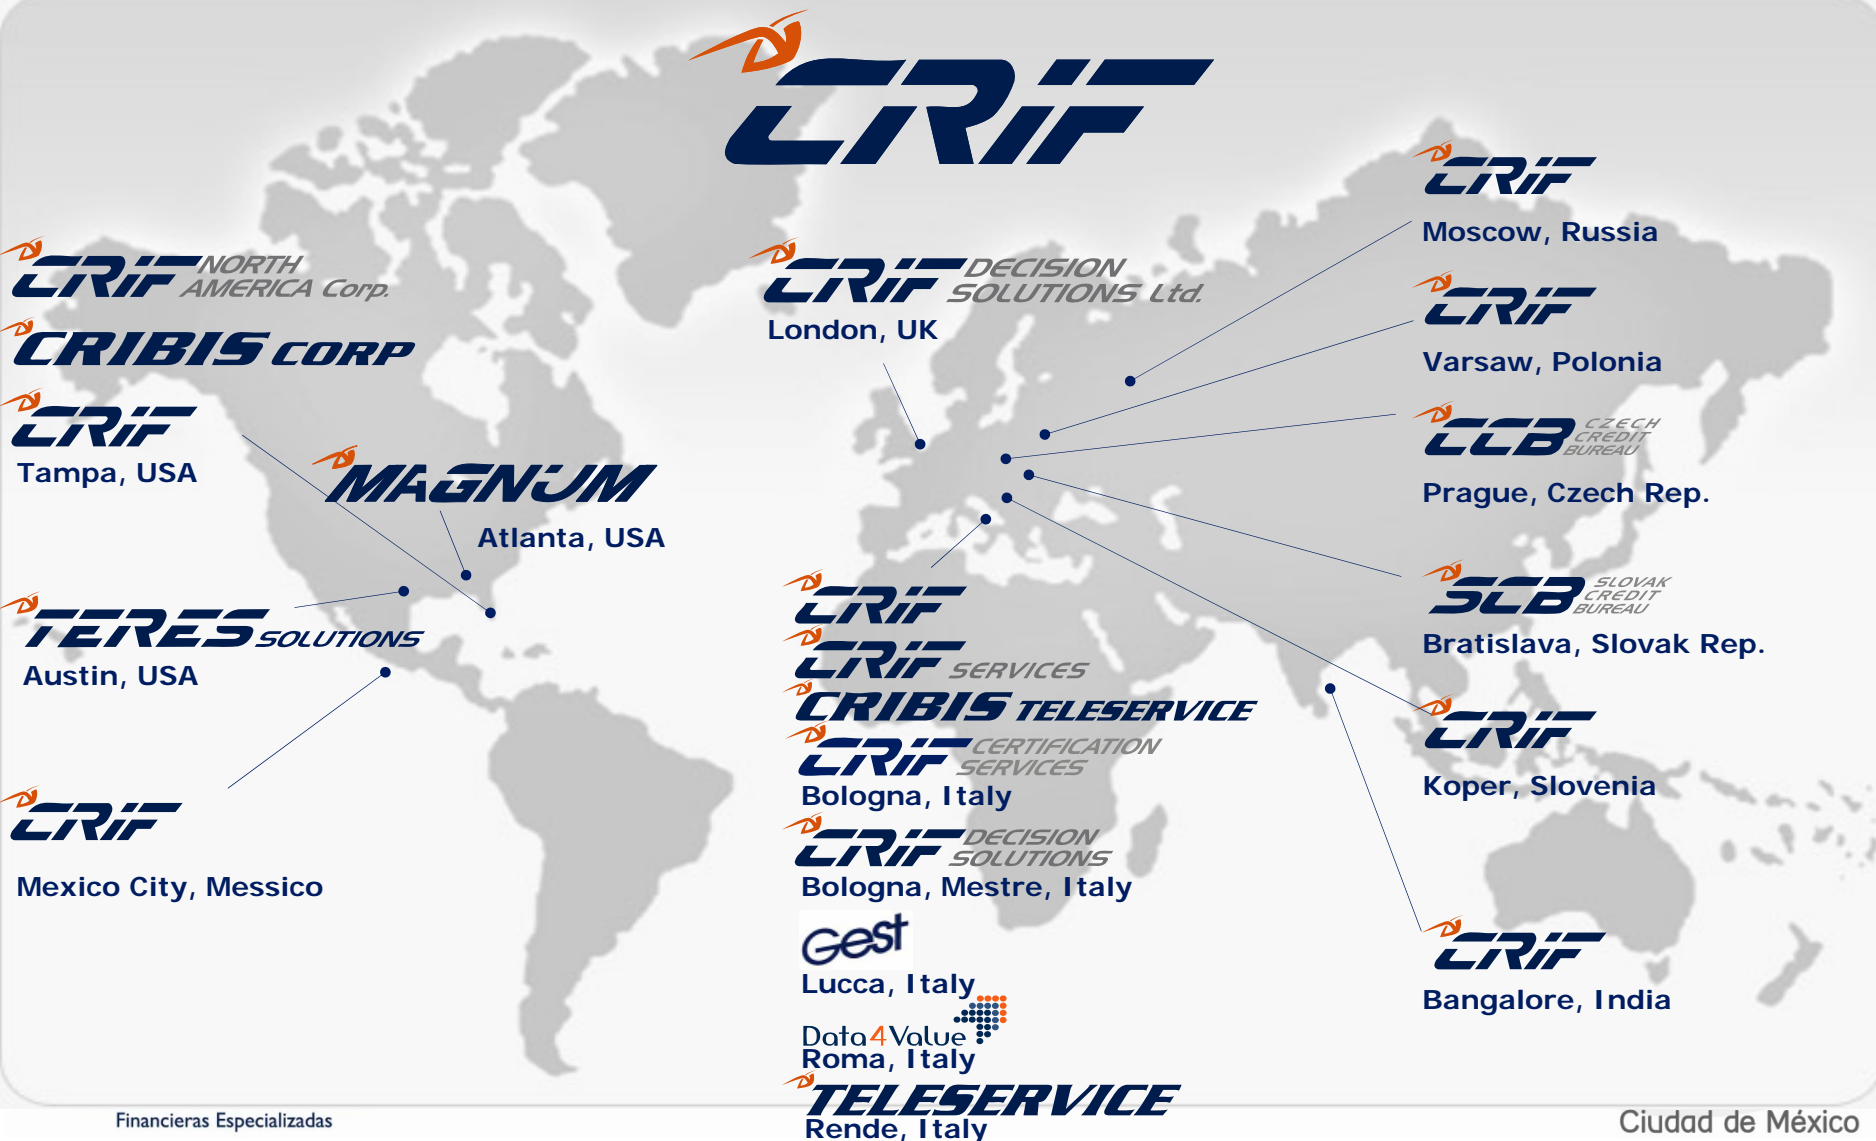 CRIF
CRIF NORTH
AMERICA Corp.
CRIBIS CORP
CRIF
Tampa, USA
MAGNUM
Atlanta, USA
TERES SOLUTIONS
Austin, USA
CRIF
Mexico City, Messico
CRIF DECISION
SOLUTIONS Ltd.
London, UK
CRIF
CRIF SERVICES
CRIBIS TELESERVICE
CRIF CERTIFICATION
SERVICES
Bologna, Italy
CRIF DECISION
SOLUTIONS
Bologna, Mestre, Italy
Gest
Lucca, Italy
Data4Value
Roma, Italy
TELESERVICE
Rende, Italy
CRIF
Moscow, Russia
CRIF
Varsaw, Polonia
CCB CZECH
CREDIT
BUREAU
Prague, Czech Rep.
SCB SLOVAK
CREDIT
BUREAU
Bratislava, Slovak Rep.
CRIF
Koper, Slovenia
CRIF
Bangalore, India
Financieras Especializadas
Ciudad de México